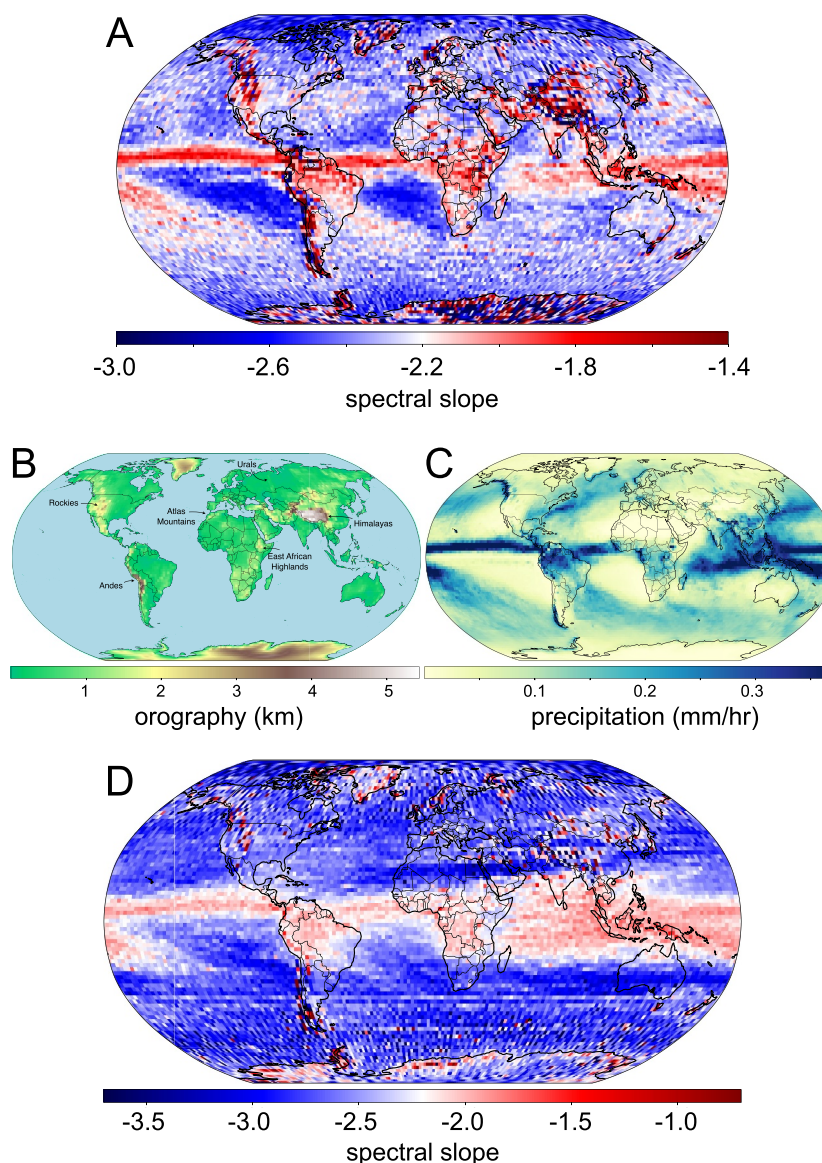 A
-3.0 -2.6 -2.2 -1.8 -1.4
spectral slope
B
Urals
Rockies
Atlas
Mountains
Himalayas
East African
Highlands
Andes
1 2 3 4 5
orography (km)
C
0.1 0.2 0.3
precipitation (mm/hr)
D
-3.5 -3.0 -2.5 -2.0 -1.5 -1.0
spectral slope